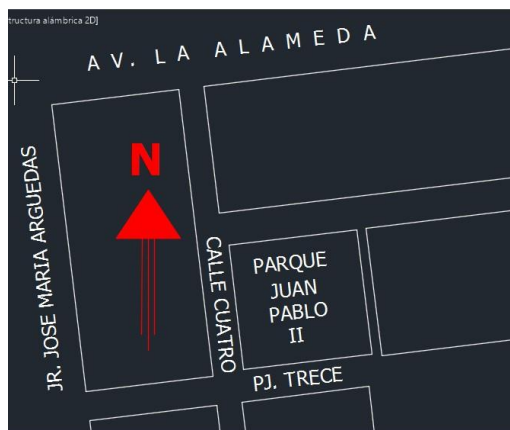 tructura alámbrica 2D]
AV. LA ALAMEDA
N
JR. JOSE MARIA ARGUEDAS
CALLE CUATRO
PARQUE
JUAN
PABLO
II
PJ. TRECE